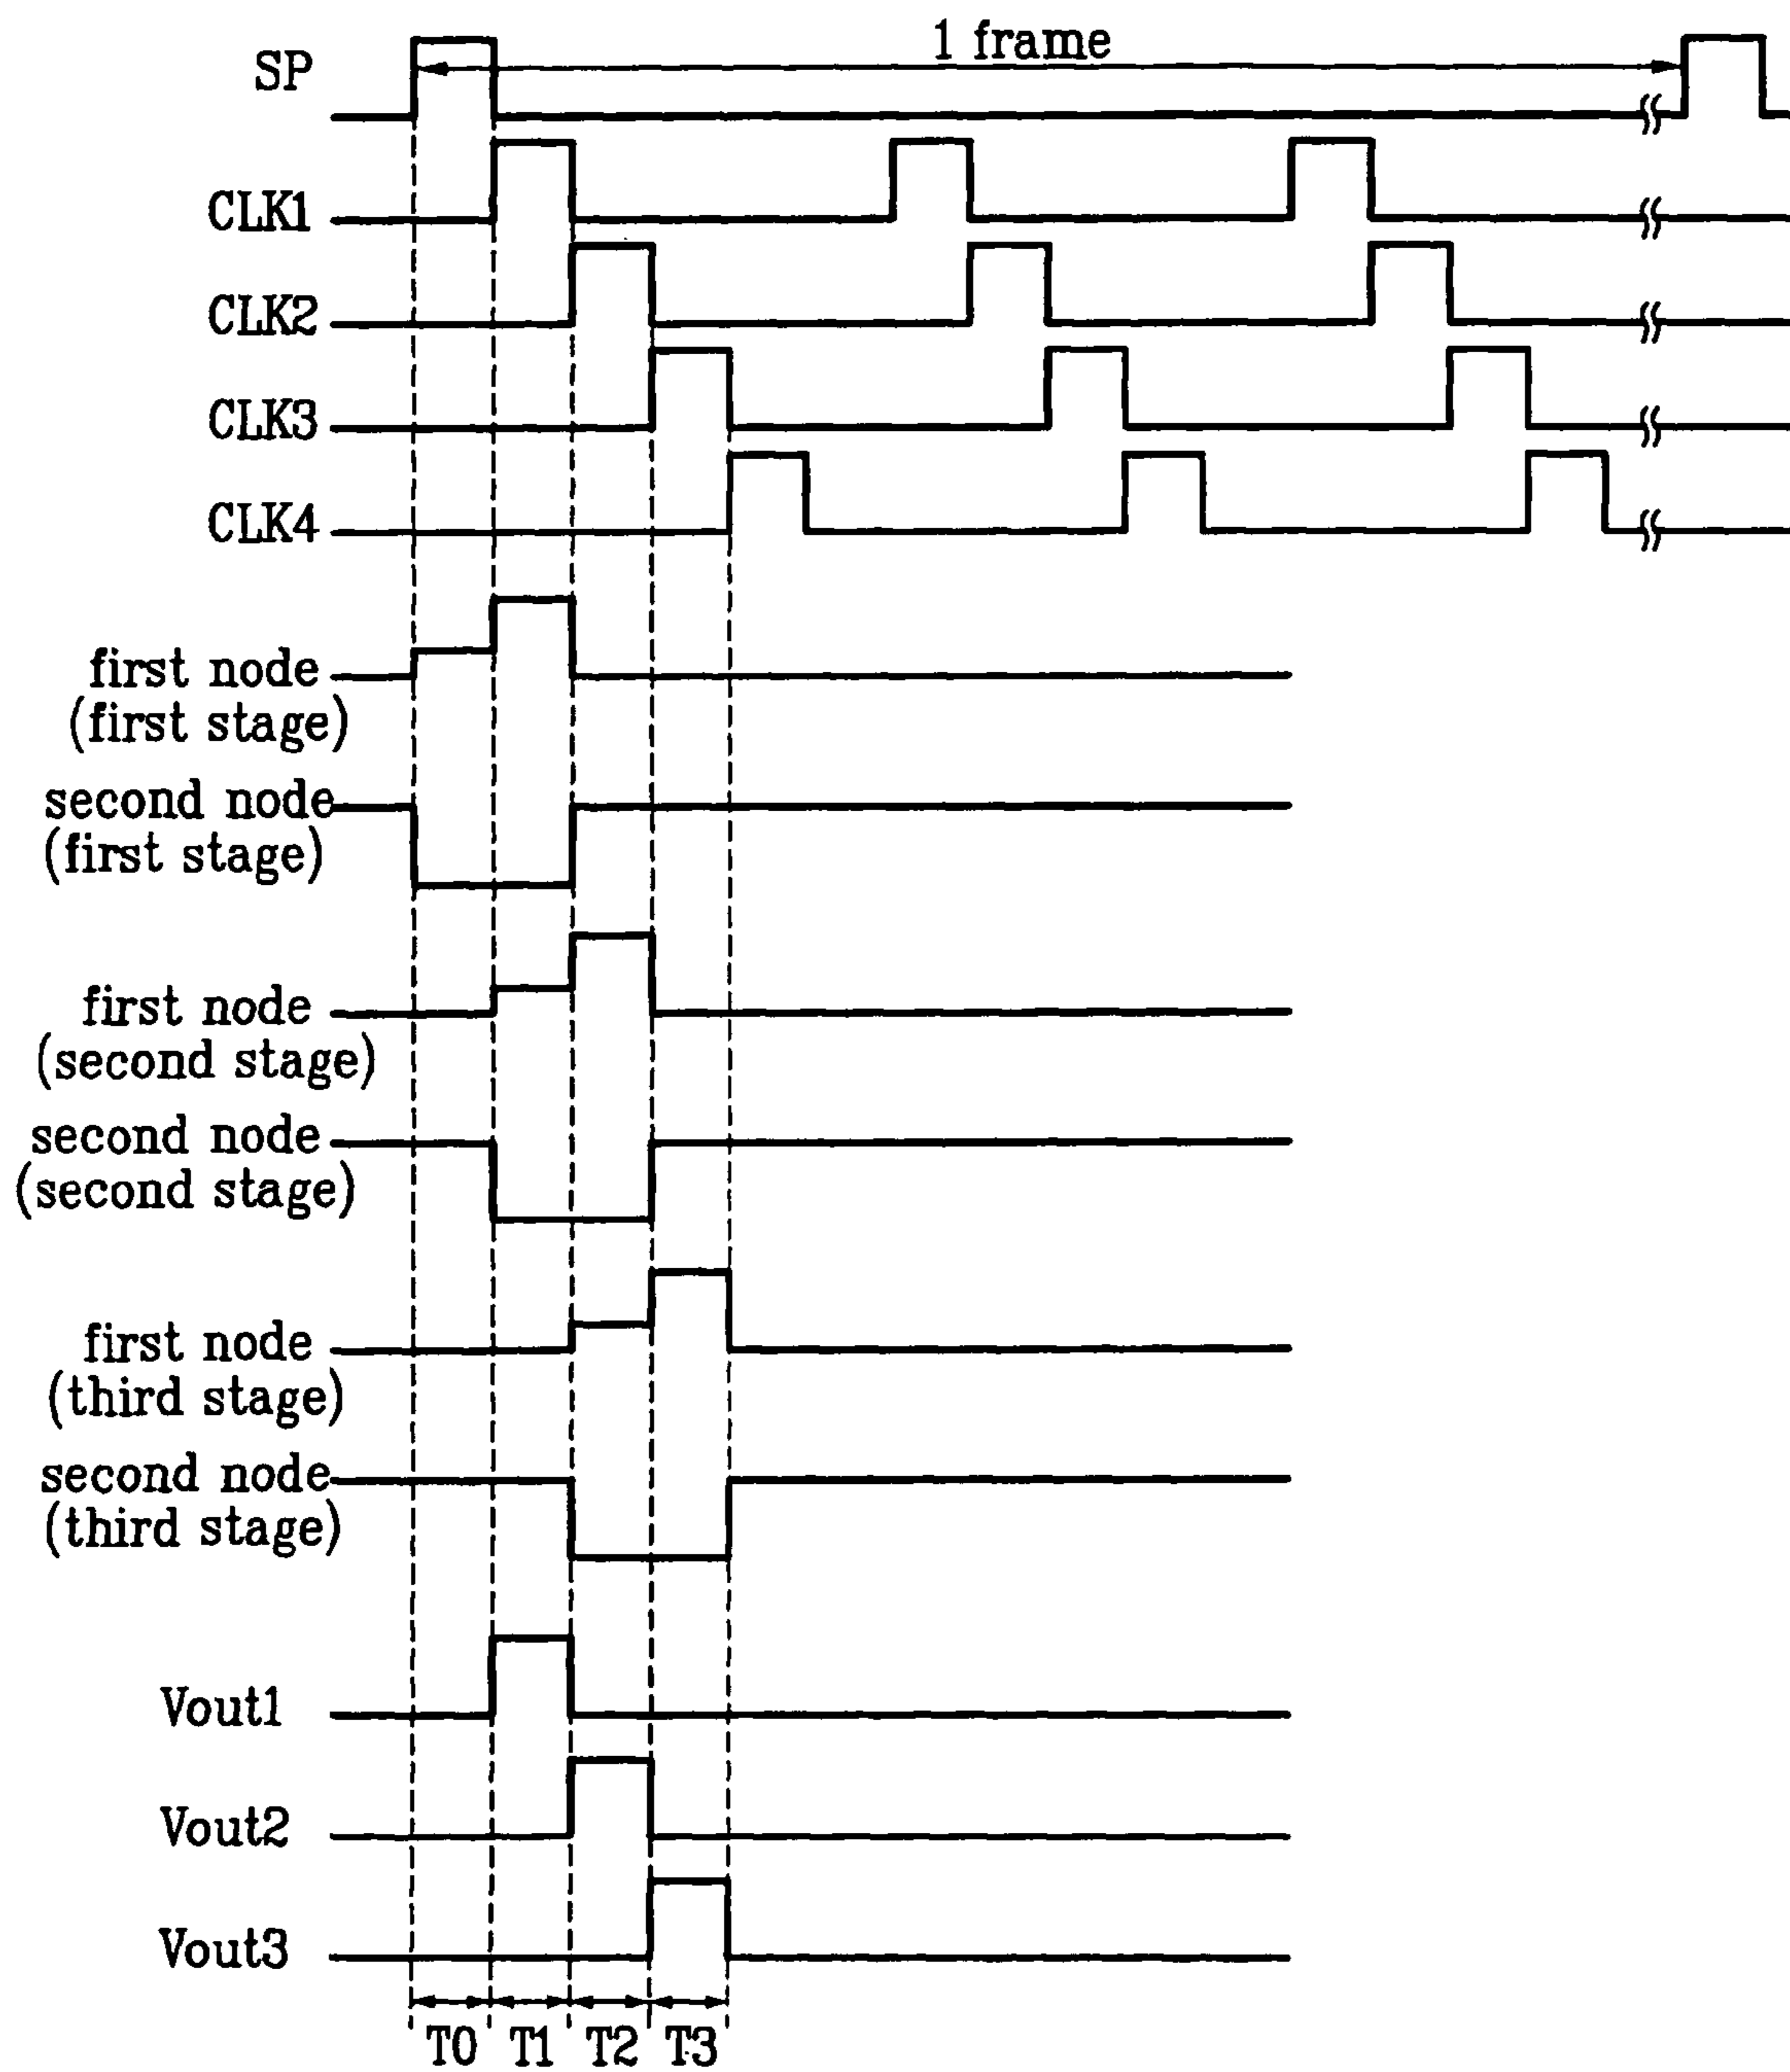 1 frame
SP
CLK1
CLK2
CLK3
CLK4
first node
(first stage)
second node
(first stage)
first node
(second stage)
second node
(second stage)
first node
(third stage)
second node
(third stage)
Vout1
Vout2
Vout3
T0 T1 T2 T3